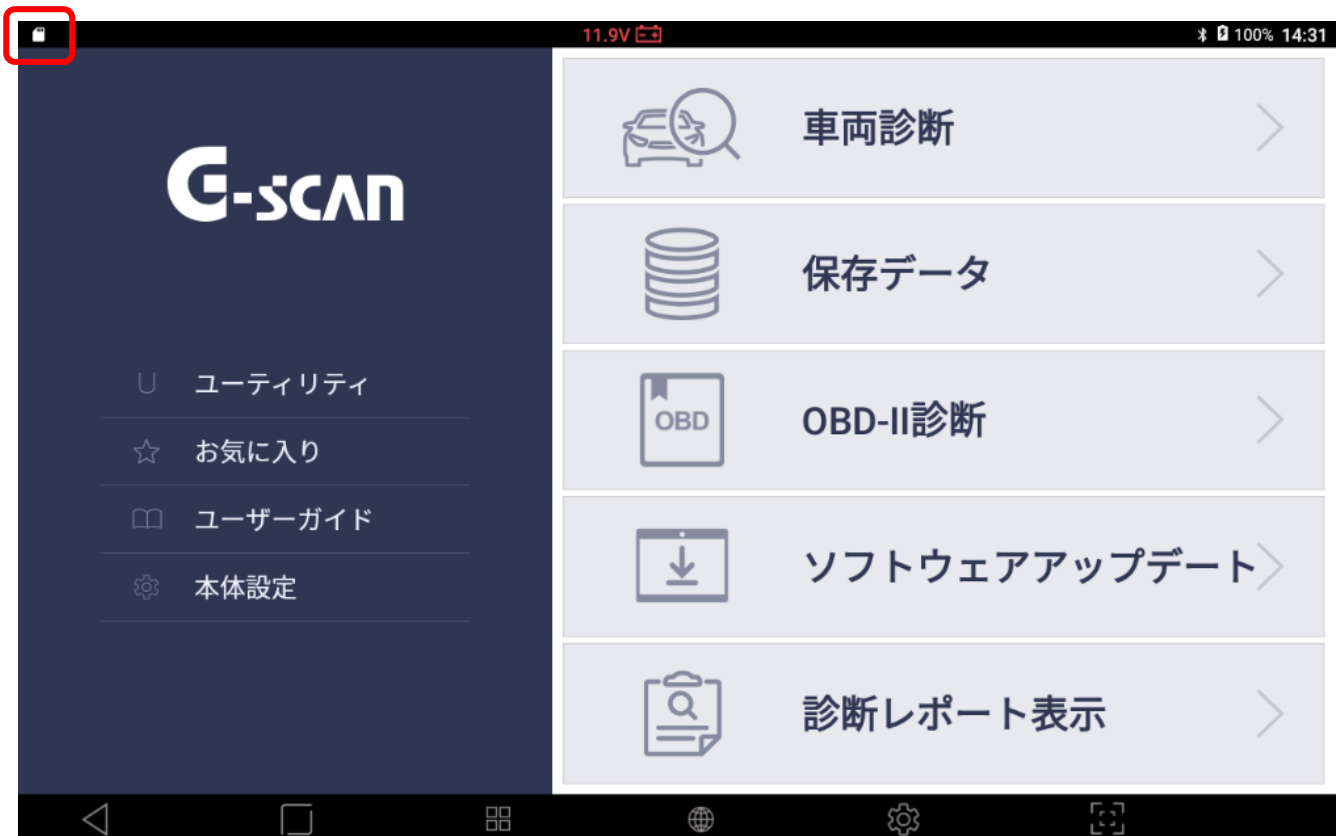 11.9V
100% 14:31
G-scan
ユーティリティ
お気に入り
ユーザーガイド
本体設定
車両診断
保存データ
OBD
OBD-II診断
ソフトウェアアップデート
診断レポート表示